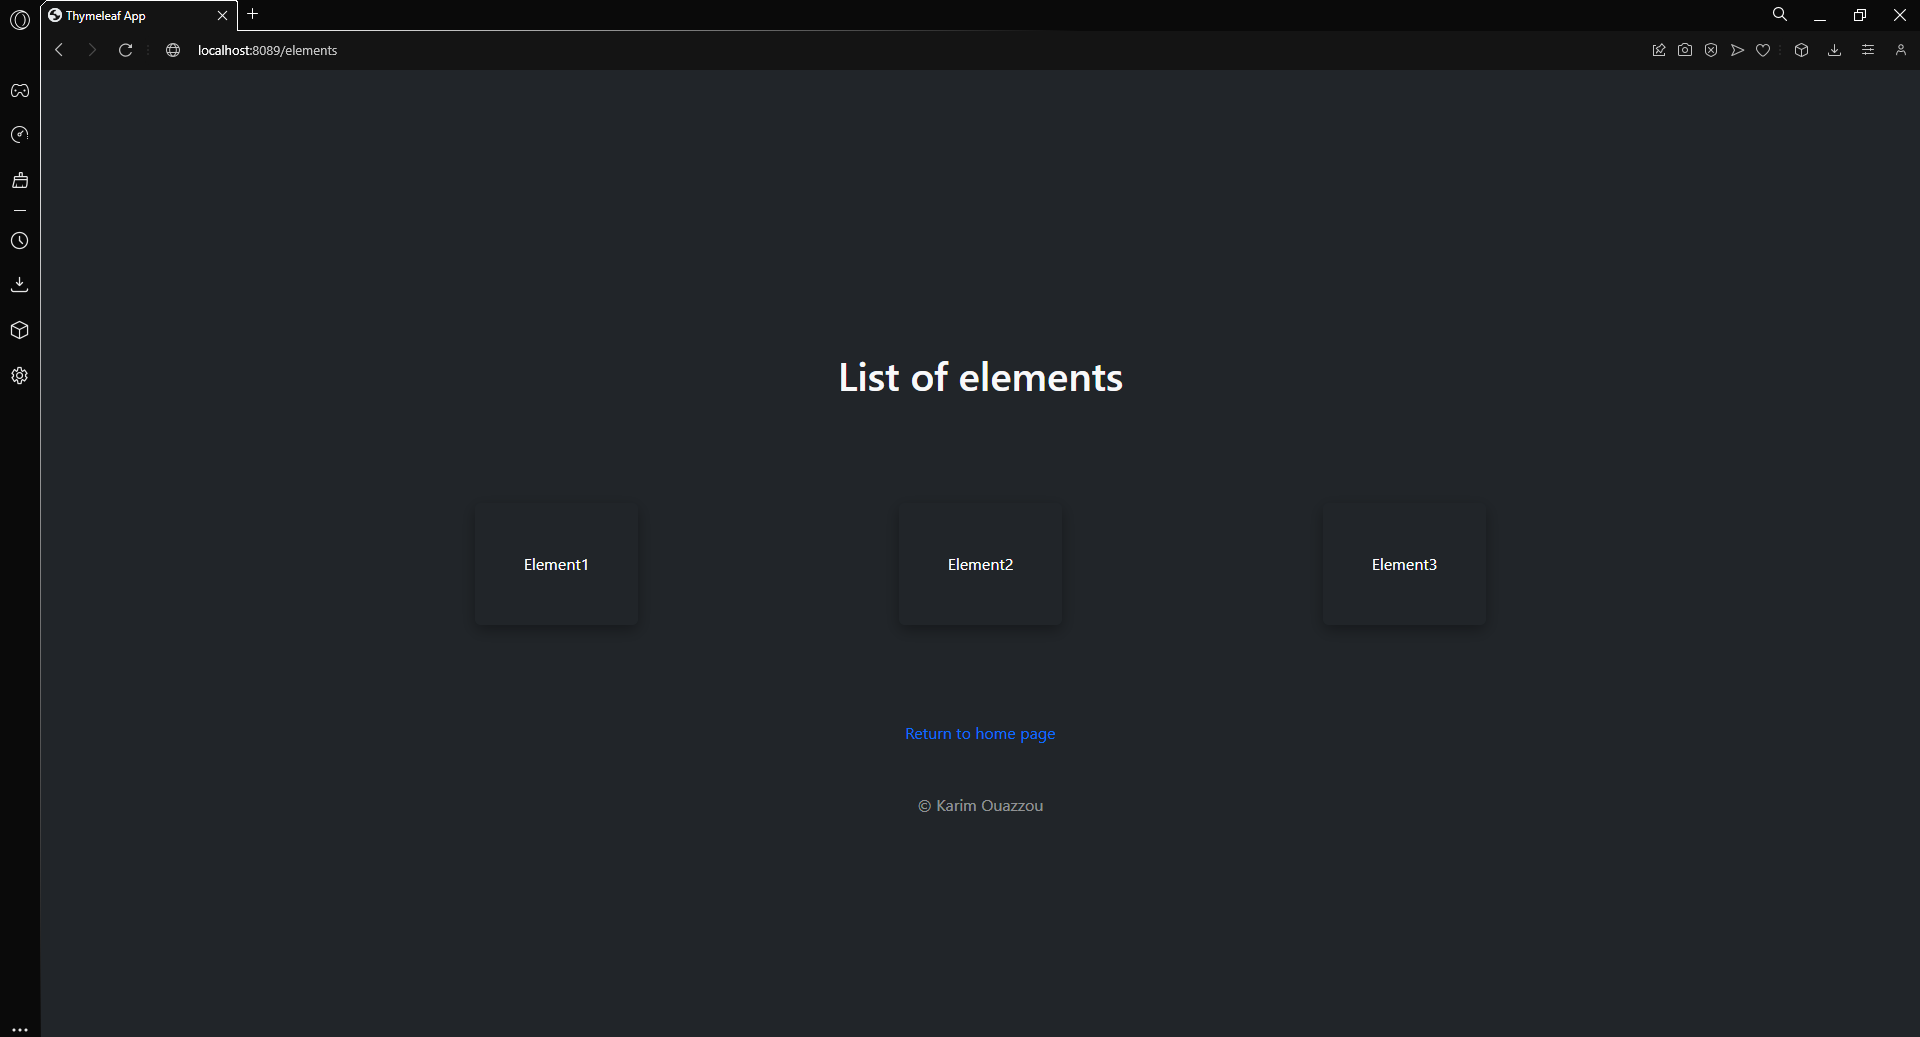 Thymeleaf App
localhost:8089/elements
List of elements
Element1
Element2
Element3
Return to home page
© Karim Ouazzou